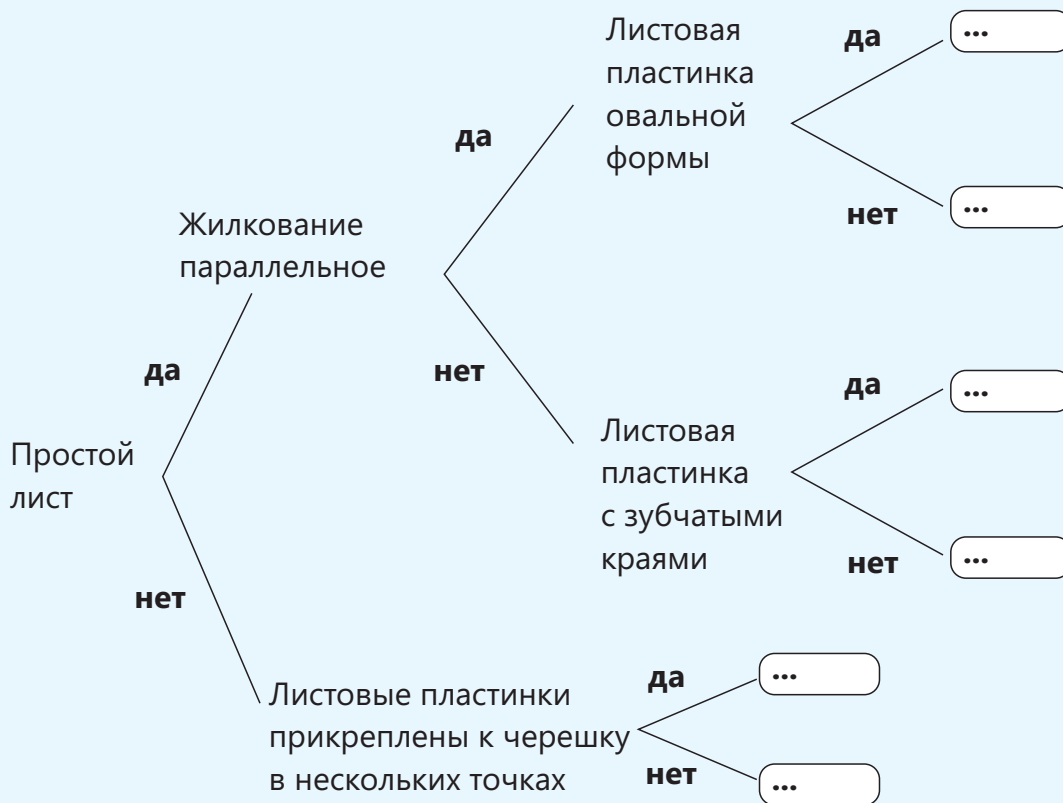 Простой
лист
да
нет
Жилкование
параллельное
да
нет
Листовая
пластинка
овальной
формы
да
...
нет
...
Листовая
пластинка
с зубчатыми
краями
да
...
нет
...
Листовые пластинки
прикреплены к черешку
в нескольких точках
да
...
нет
...